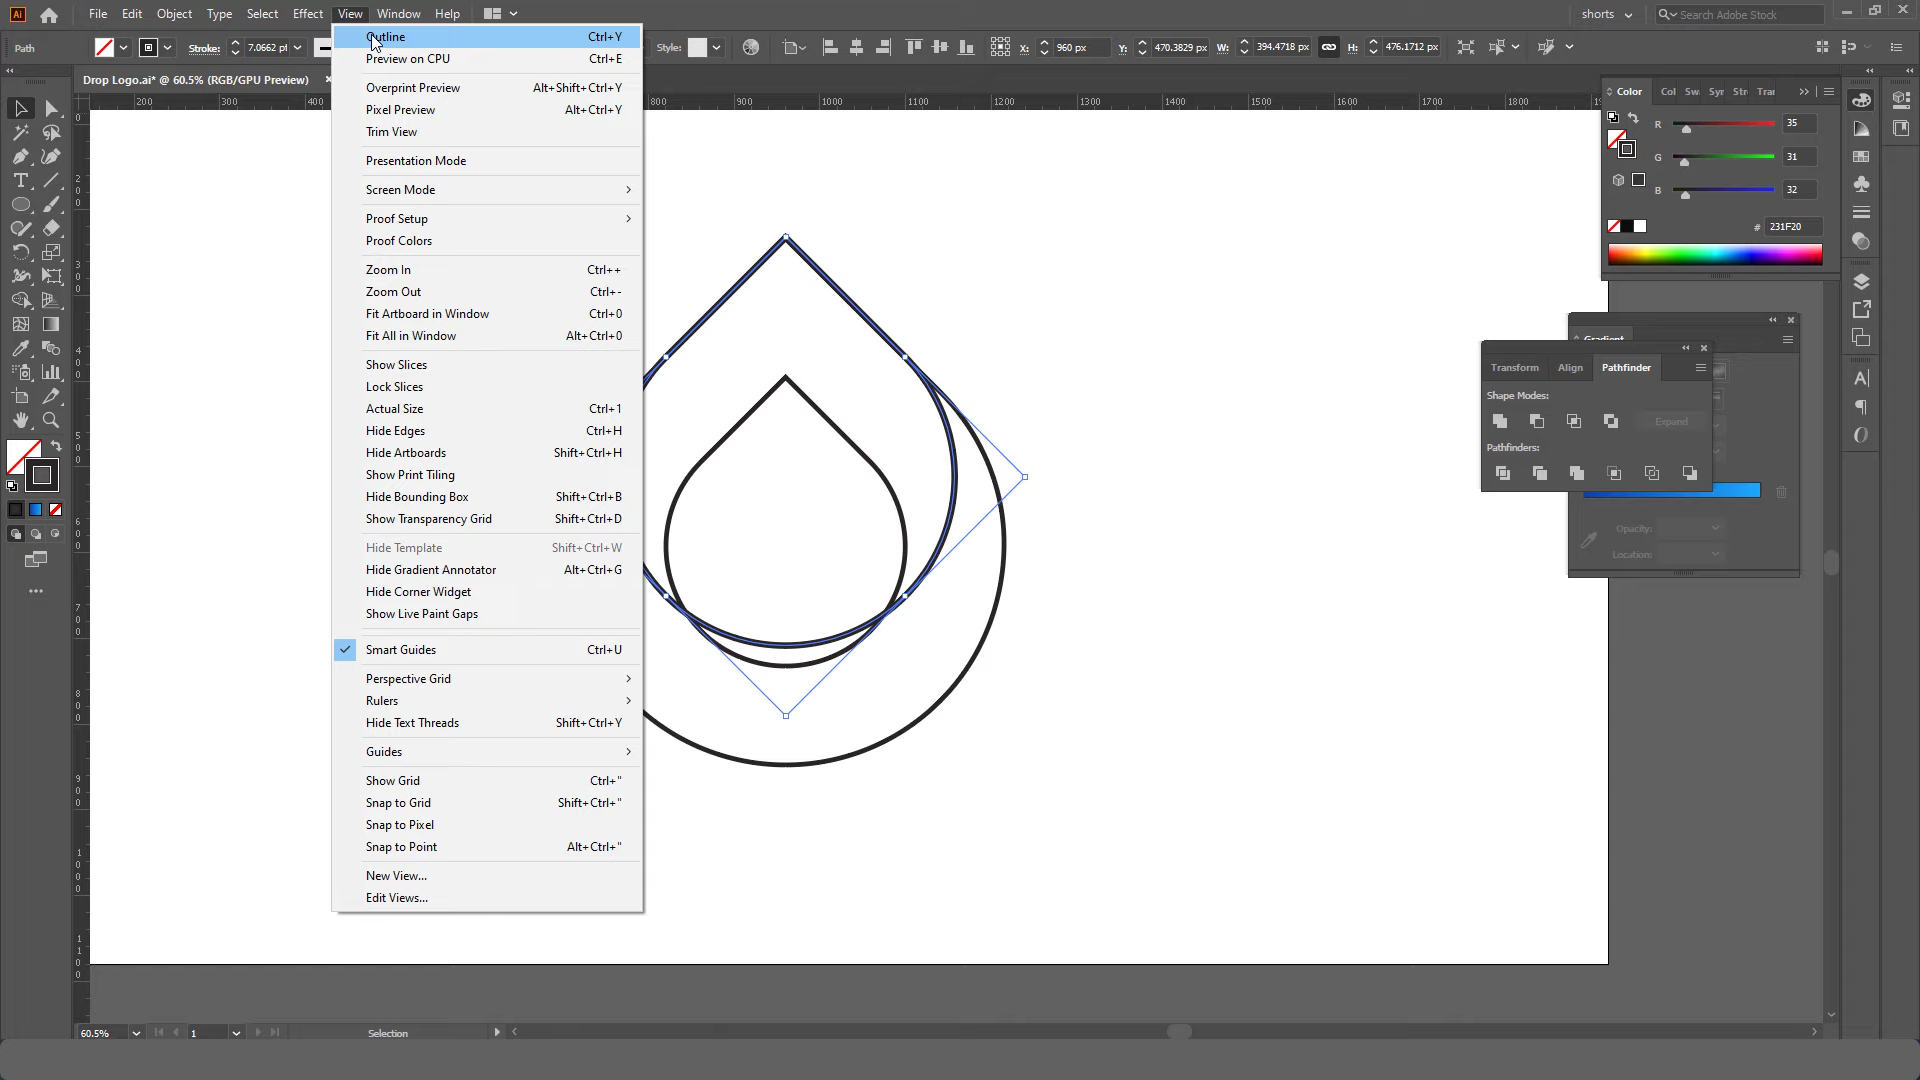 Ai File Edit Object Type Select Effect View Window Help shorts Search Adobe Stock
Path Stroke: 7.0662 pt Style: X: 960 px Y: 470.3829 px W: 394.4718 px H: 476.1712 px
Drop Logo.ai* @ 60.5% (RGB/GPU Preview) ×
200 300 400 800 900 1000 1100 1200 1300 1400 1500 1600 1700 1800
Outline Ctrl+Y
Preview on CPU Ctrl+E
Overprint Preview Alt+Shift+Ctrl+Y
Pixel Preview Alt+Ctrl+Y
Trim View
Presentation Mode
Screen Mode
Proof Setup
Proof Colors
Zoom In Ctrl++
Zoom Out Ctrl+-
Fit Artboard in Window Ctrl+0
Fit All in Window Alt+Ctrl+0
Show Slices
Lock Slices
Actual Size Ctrl+1
Hide Edges Ctrl+H
Hide Artboards Shift+Ctrl+H
Show Print Tiling
Hide Bounding Box Shift+Ctrl+B
Show Transparency Grid Shift+Ctrl+D
Hide Template Shift+Ctrl+W
Hide Gradient Annotator Alt+Ctrl+G
Hide Corner Widget
Show Live Paint Gaps
Smart Guides Ctrl+U
Perspective Grid
Rulers
Hide Text Threads Shift+Ctrl+Y
Guides
Show Grid Ctrl+"
Snap to Grid Shift+Ctrl+"
Snap to Pixel
Snap to Point Alt+Ctrl+"
New View...
Edit Views...
Color Col Sw Syr Str Trar
R 35
G 31
B 32
# 231F20
Gradient
Transform Align Pathfinder
Shape Modes:
Expand
Pathfinders:
Opacity:
Location:
60.5% 1 Selection